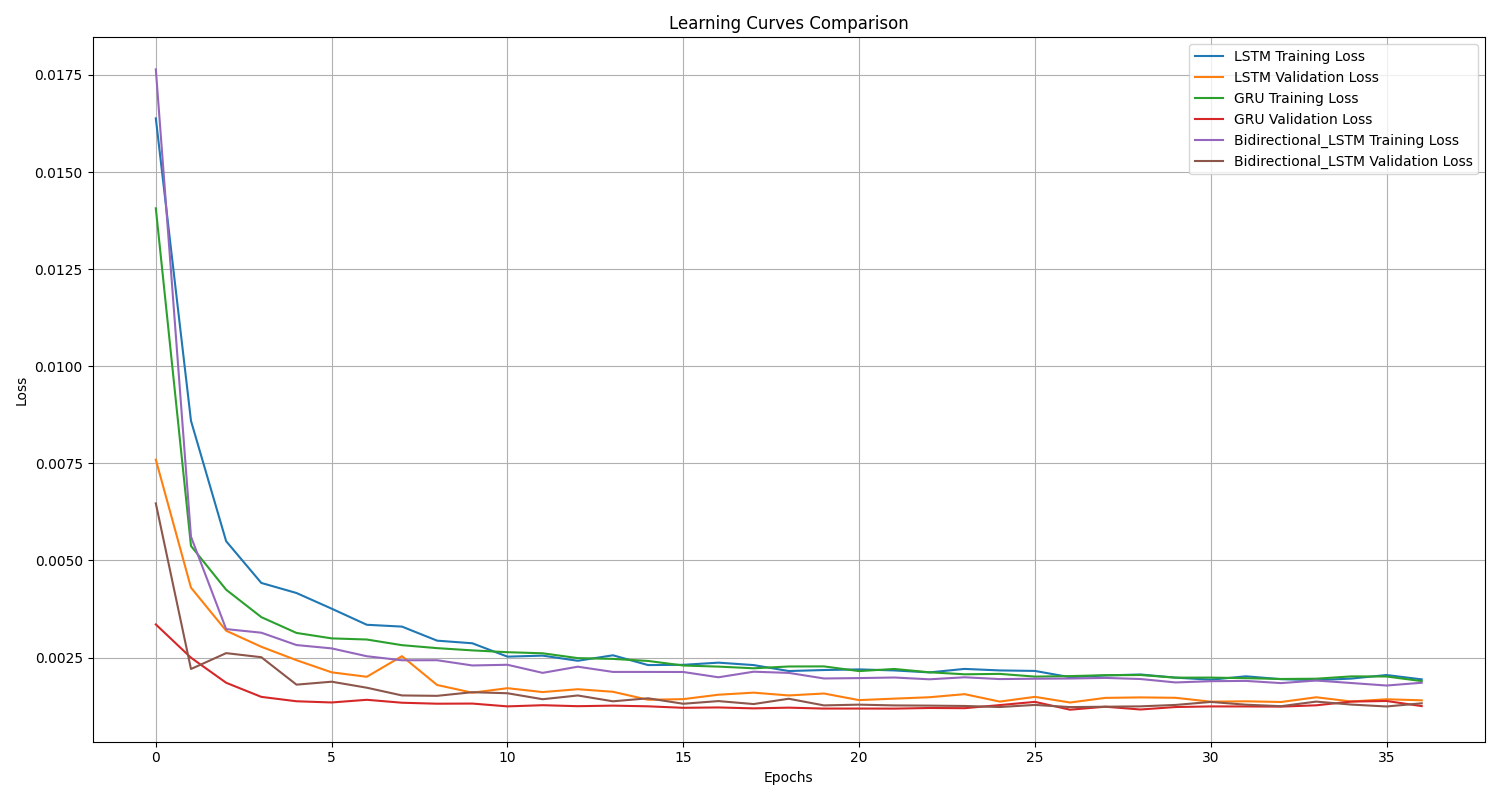 Learning Curves Comparison
LSTM Training Loss
LSTM Validation Loss
GRU Training Loss
GRU Validation Loss
Bidirectional_LSTM Training Loss
Bidirectional_LSTM Validation Loss
Loss
0.0175
0.0150
0.0125
0.0100
0.0075
0.0050
0.0025
0 5 10 15 20 25 30 35
Epochs